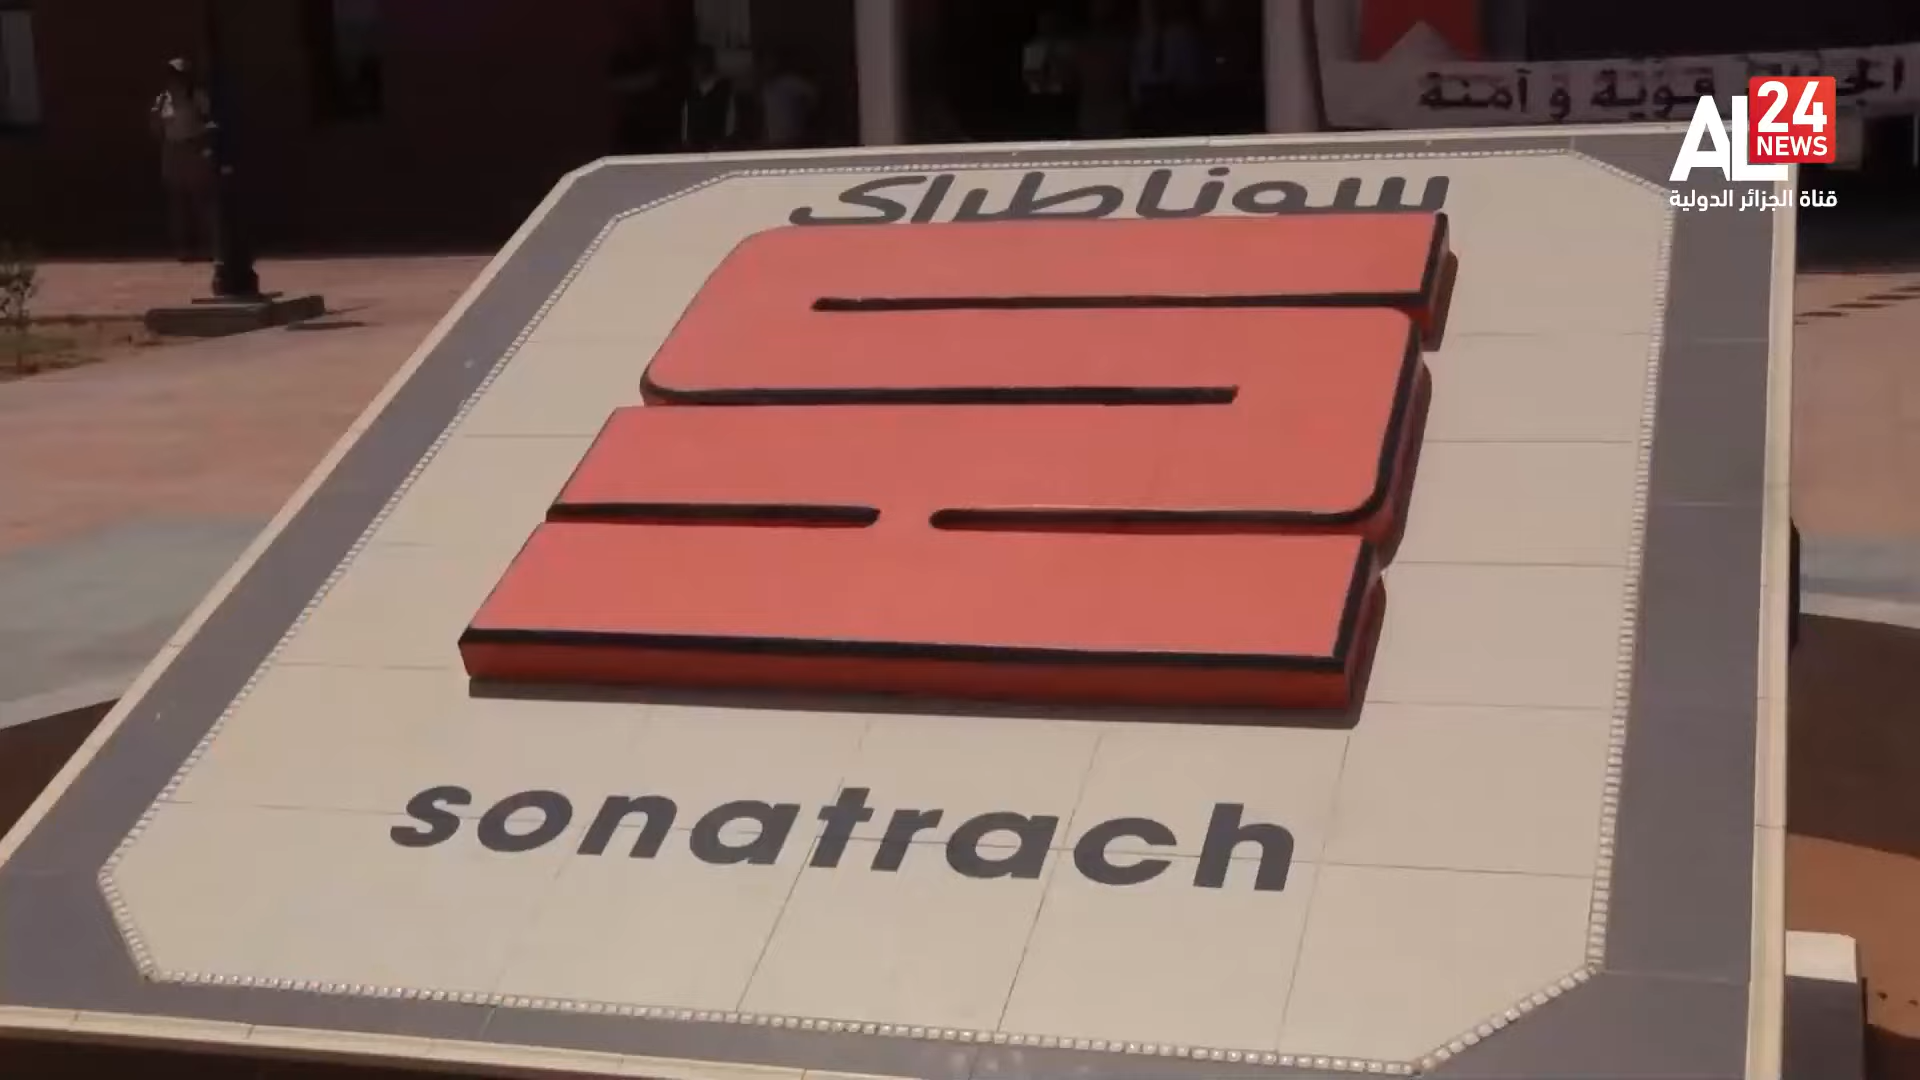 قوية و آمنة
AL 24 NEWS
قناة الجزائر الدولية
سوناطراك
sonatrach